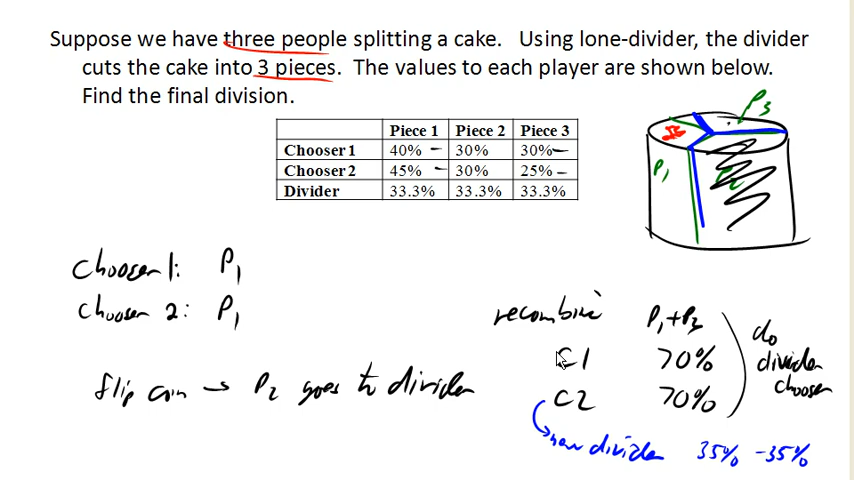 Suppose we have three people splitting a cake. Using lone-divider, the divider
cuts the cake into 3 pieces. The values to each player are shown below.
Find the final division.
Piece 1 Piece 2 Piece 3
Chooser 1 40% 30% 30%
Chooser 2 45% 30% 25%
Divider 33.3% 33.3% 33.3%
P3
P1
P2
Chooser 1: P1
Chooser 2: P1
flip coin → P2 goes to divider
recombine P1+P3
C1 70%
C2 70%
do
divider
chooser
new divider 35% - 35%